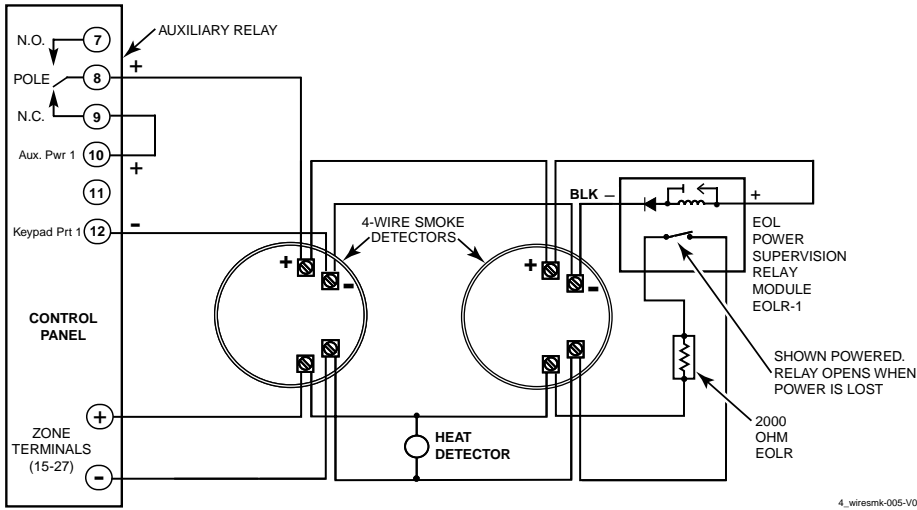 AUXILIARY RELAY
N.O.
7
+
POLE
8
N.C.
9
Aux. Pwr 1
10
+
11
Keypad Prt 1
12
-
4-WIRE SMOKE
DETECTORS
+
-
+
-
BLK
–
+
EOL
POWER
SUPERVISION
RELAY
MODULE
EOLR-1
CONTROL
PANEL
SHOWN POWERED.
RELAY OPENS WHEN
POWER IS LOST
+
ZONE
TERMINALS
(15-27)
-
HEAT
DETECTOR
2000
OHM
EOLR
4_wiresmk-005-V0